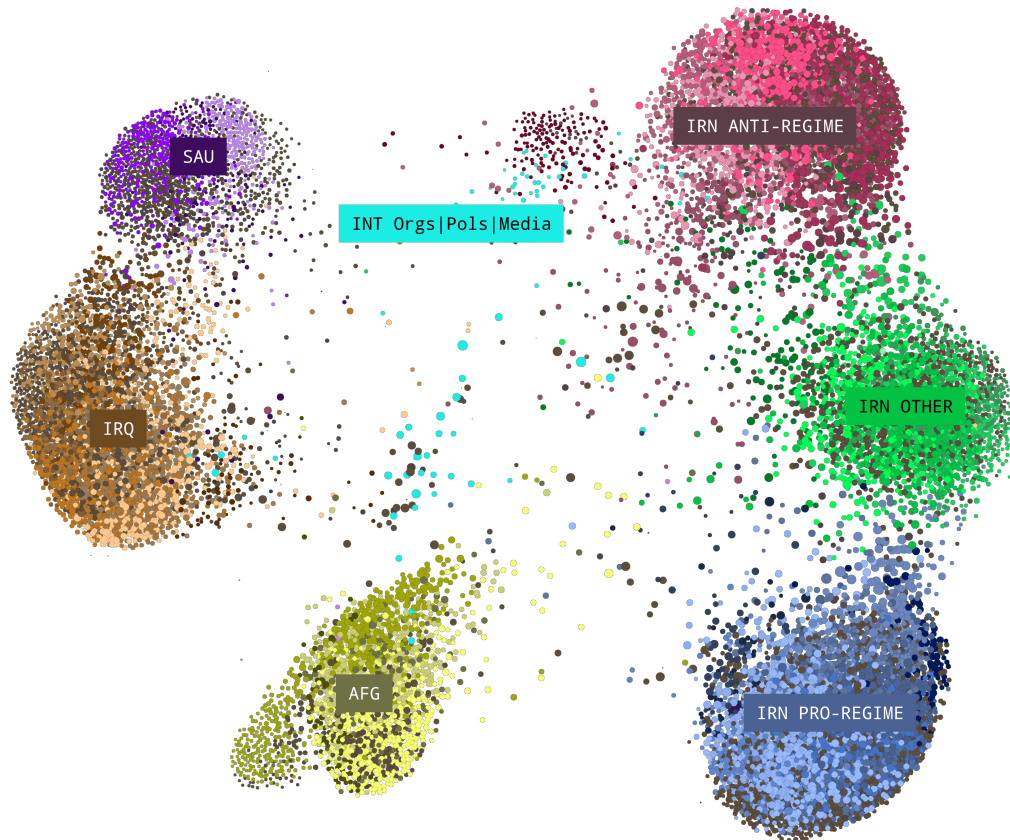 IRN ANTI-REGIME
SAU
INT Orgs|Pols|Media
IRN OTHER
IRQ
AFG
IRN PRO-REGIME